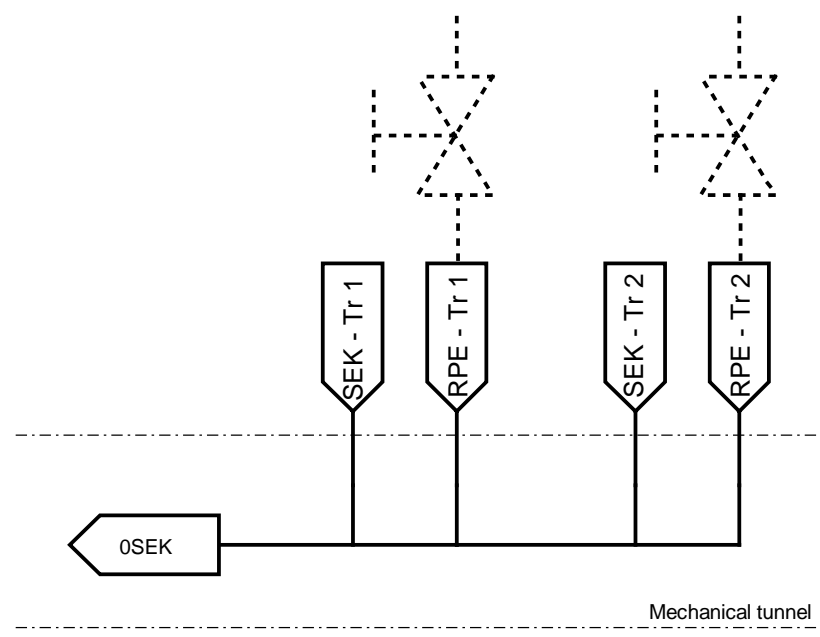 SEK - Tr 1
RPE - Tr 1
SEK - Tr 2
RPE - Tr 2
0SEK
Mechanical tunnel